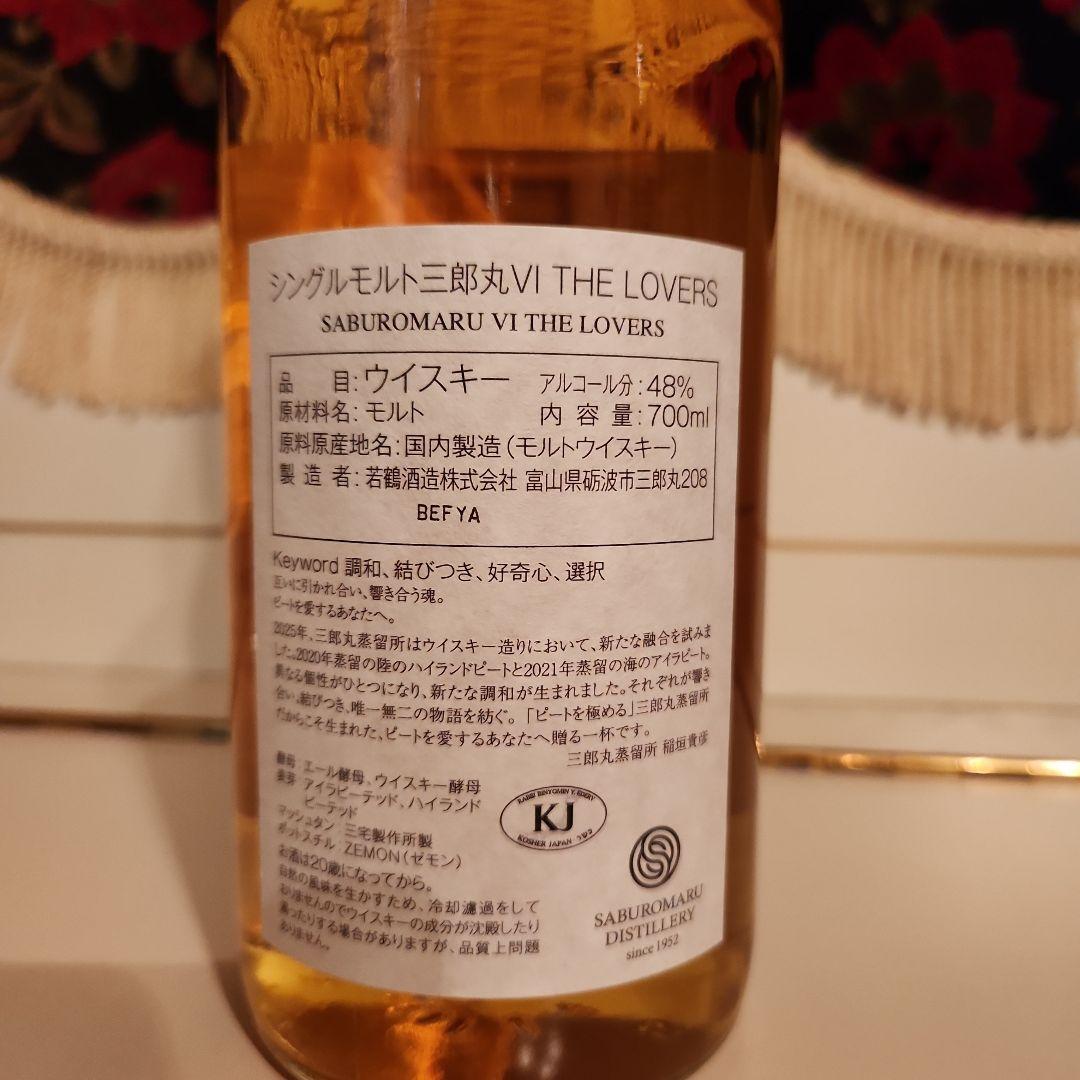 シングルモルト三郎丸VI THE LOVERS
SABUROMARU VI THE LOVERS
品 目:ウイスキー アルコール分:48%
原材料名:モルト 内容量:700ml
原料原産地名:国内製造(モルトウイスキー)
製造者:若鶴酒造株式会社 富山県砺波市三郎丸208
BEFYA
Keyword 調和、結びつき、好奇心、選択
互いに引かれ合い、響き合う魂。
ピートを愛するあなたへ。
2025年、三郎丸蒸留所はウイスキー造りにおいて、新たな融合を試みま
した。2020年蒸留の陸のハイランドピートと2021年蒸留の海のアイラピート。
異なる個性がひとつになり、新たな調和が生まれました。それぞれが響き
合い、結びつき、唯一無二の物語を紡ぐ。「ピートを極める」三郎丸蒸留所
だからこそ生まれた、ピートを愛するあなたへ贈る一杯です。
三郎丸蒸留所 稲垣貴彦
酵母:エール酵母、ウイスキー酵母
麦芽:アイラピーテッド、ハイランド
ピーテッド
マッシュタン:三宅製作所製
ポットスチル:ZEMON(ゼモン)
お酒は20歳になってから。
自然の風味を生かすため、冷却濾過をして
おりませんのでウイスキーの成分が沈殿したり
濁ったりする場合がありますが、品質上問題
ありません。
RABBI BINYOMIN Y. EDERY
KJ
KOSHER JAPAN כשר
SABUROMARU
DISTILLERY
since 1952